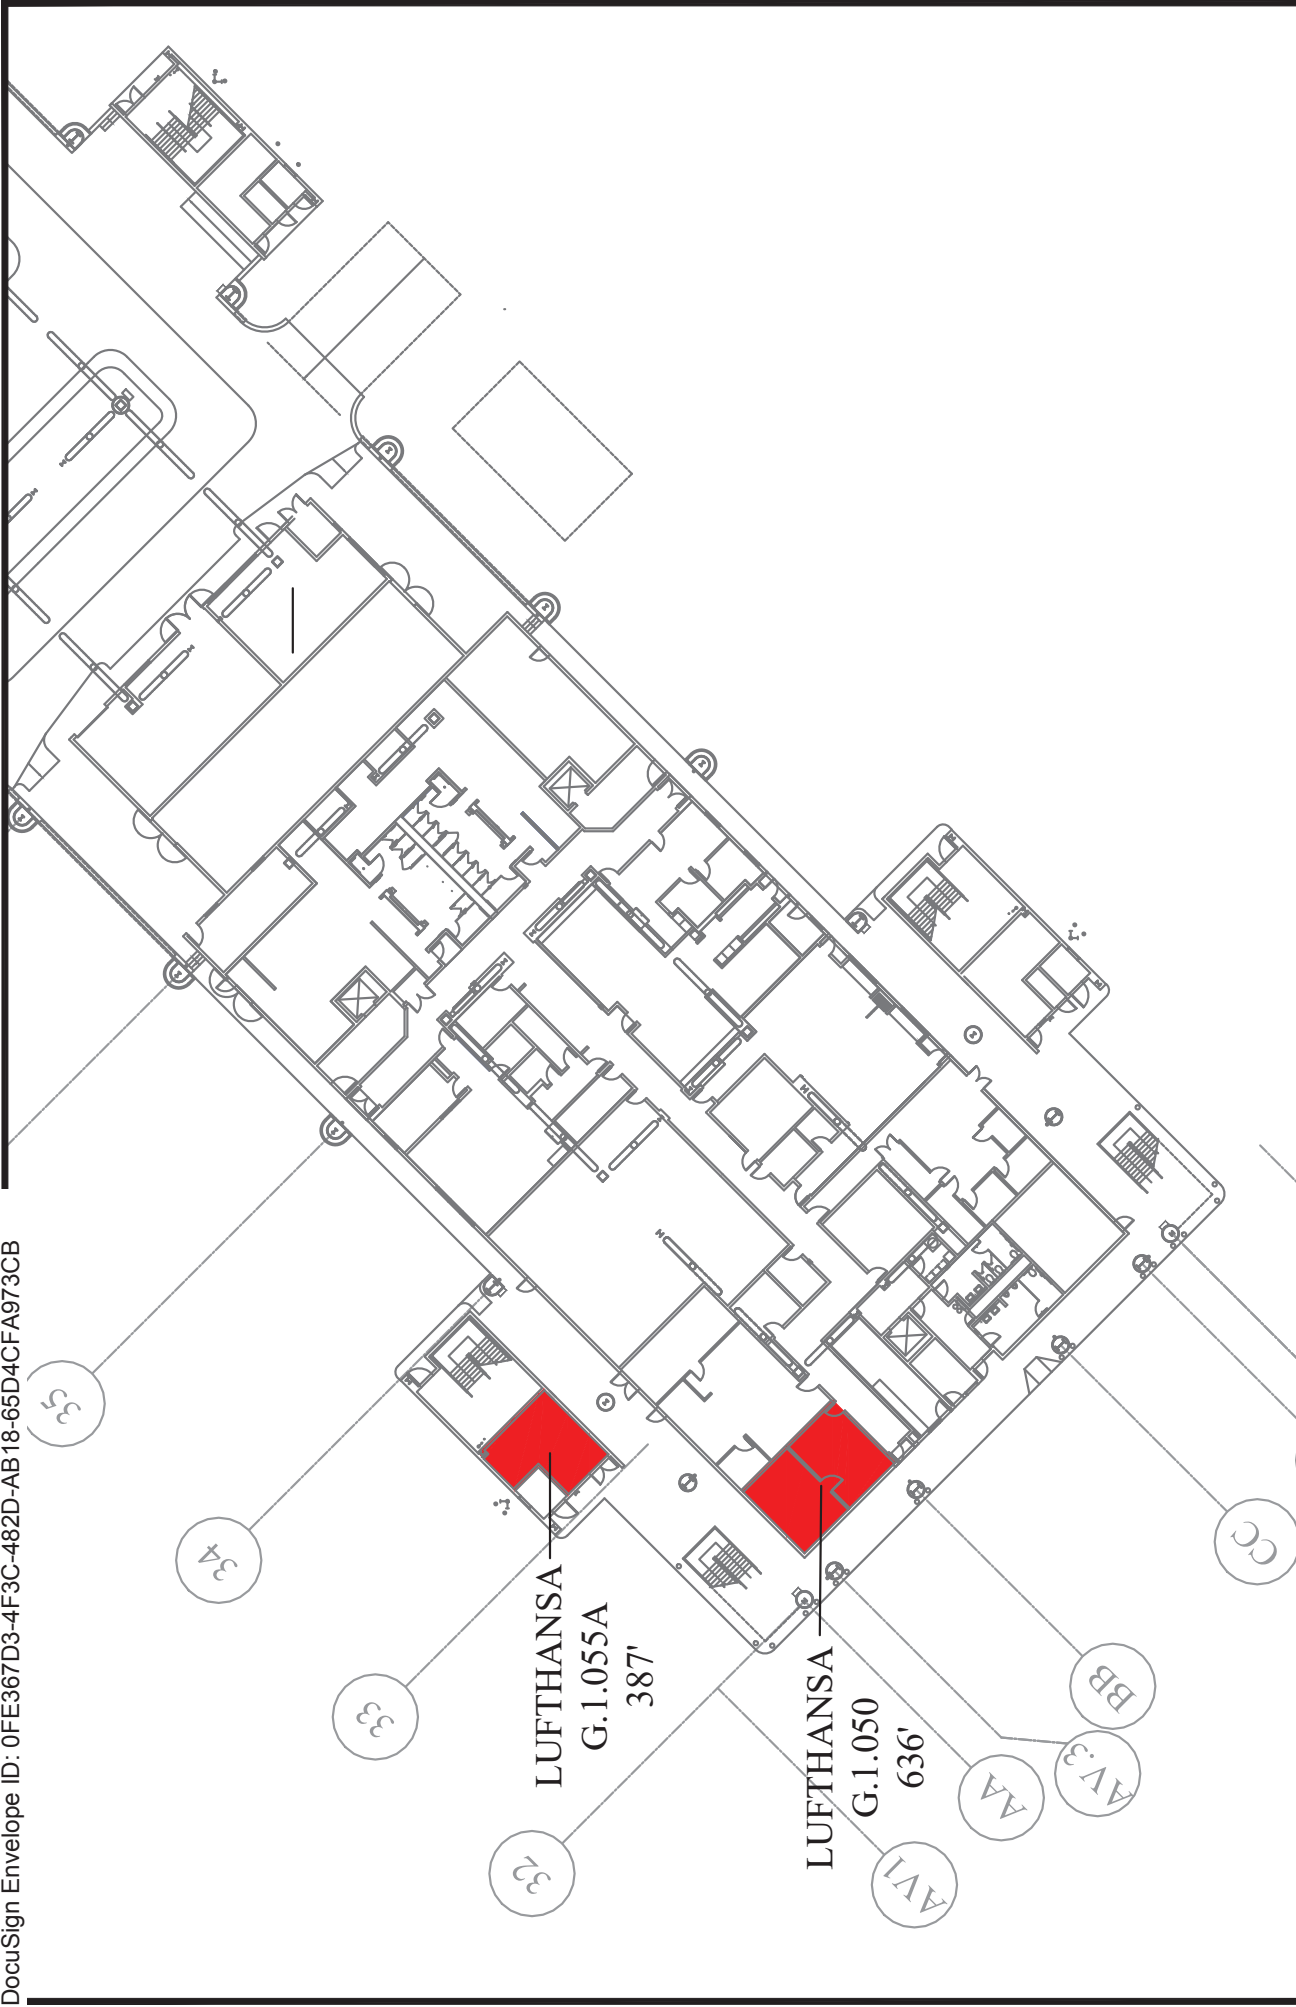 DocuSign Envelope ID: 0FE367D3-4F3C-482D-AB18-65D4CFA973CB
35
34
33
32
LUFTHANSA
G.1.055A
387'
LUFTHANSA
G.1.050
636'
AV1
AA
AV.3
BB
CC